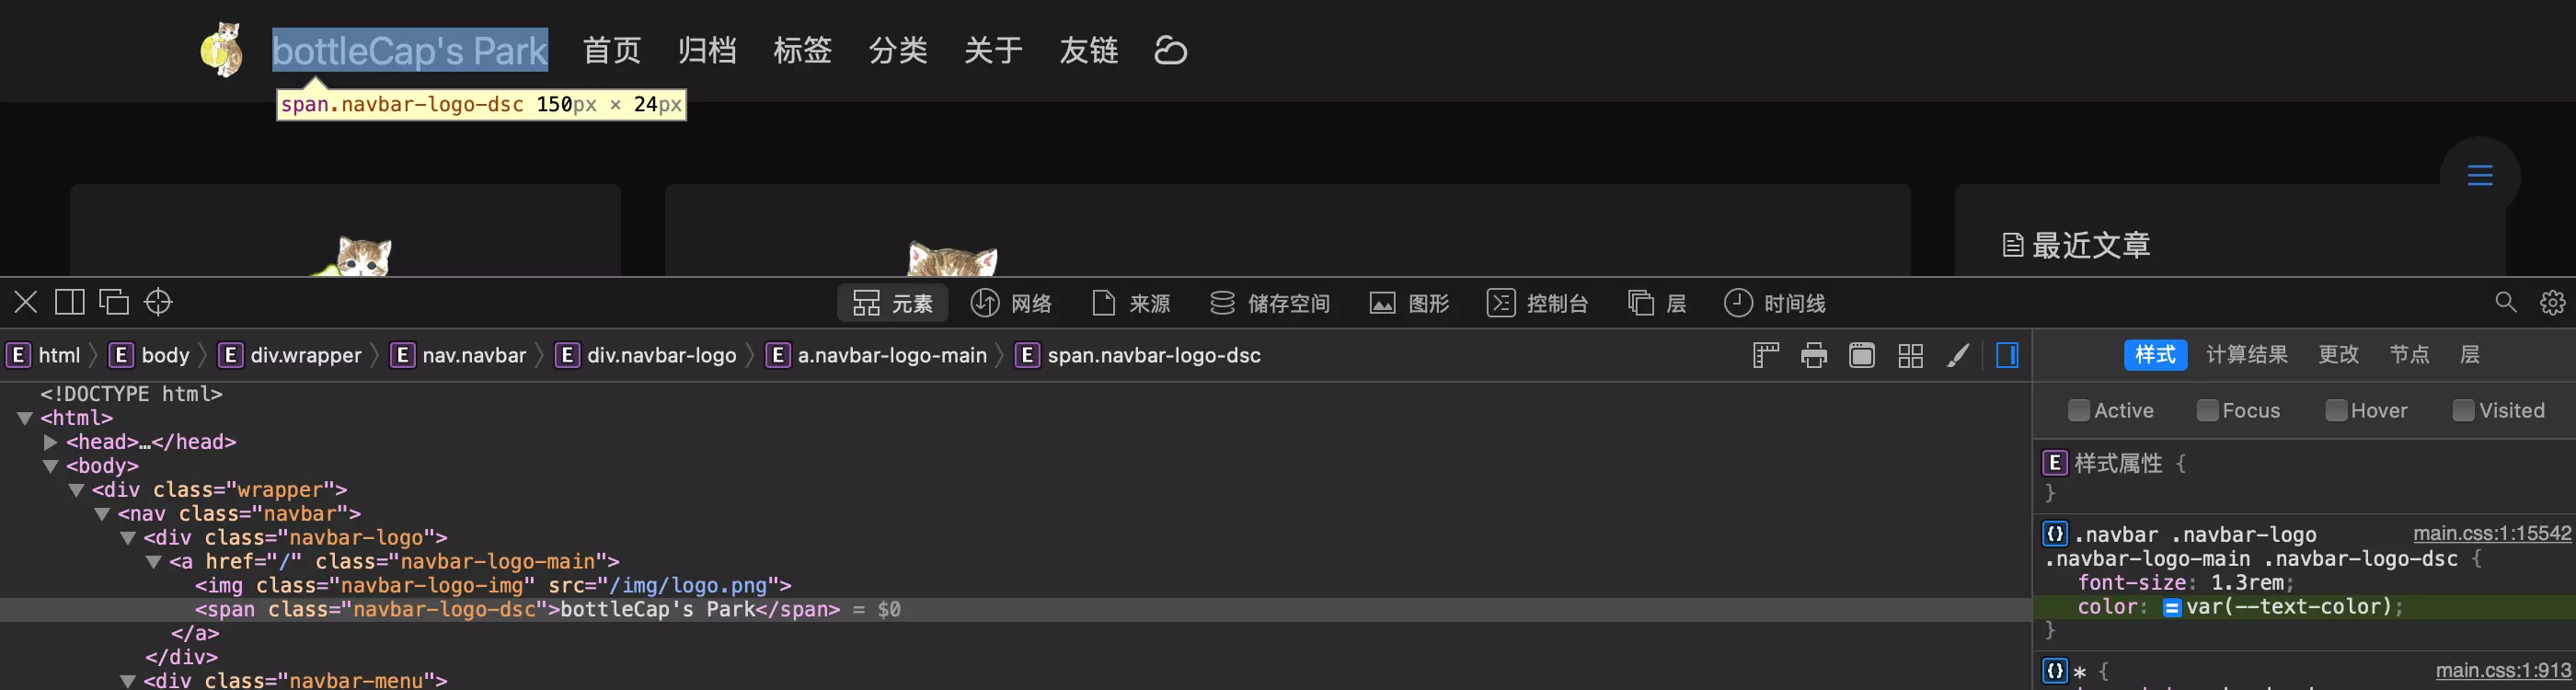 bottleCap's Park 首页 归档 标签 分类 关于 友链
span.navbar-logo-dsc 150px × 24px
最近文章
元素 网络 来源 储存空间 图形 控制台 层 时间线
E html E body E div.wrapper E nav.navbar E div.navbar-logo E a.navbar-logo-main E span.navbar-logo-dsc
样式 计算结果 更改 节点 层
<!DOCTYPE html>
<html>
<head>…</head>
<body>
<div class="wrapper">
<nav class="navbar">
<div class="navbar-logo">
<a href="/" class="navbar-logo-main">
<img class="navbar-logo-img" src="/img/logo.png">
<span class="navbar-logo-dsc">bottleCap's Park</span> = $0
</a>
</div>
<div class="navbar-menu">
Active Focus Hover Visited
E 样式属性 {
}
{} .navbar .navbar-logo main.css:1:15542
.navbar-logo-main .navbar-logo-dsc {
font-size: 1.3rem;
color: = var(--text-color);
}
{} * { main.css:1:913